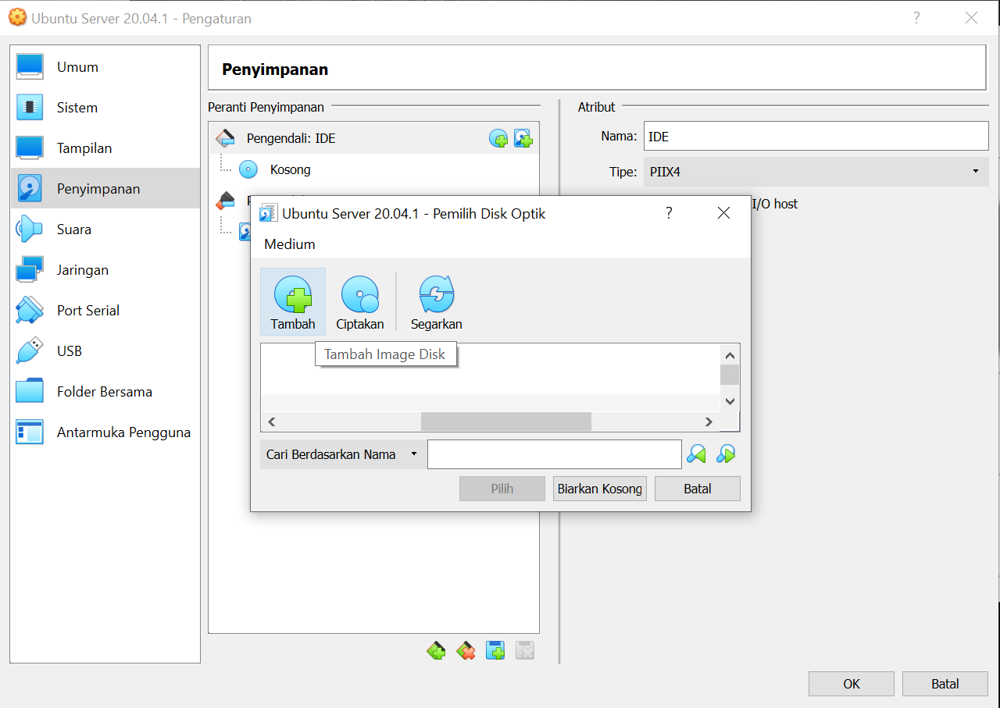 Ubuntu Server 20.04.1 - Pengaturan
?
Umum
Sistem
Tampilan
Penyimpanan
Suara
Jaringan
Port Serial
USB
Folder Bersama
Antarmuka Pengguna
Penyimpanan
Peranti Penyimpanan
Pengendali: IDE
Kosong
Atribut
Nama: IDE
Tipe: PIIX4
I/O host
Ubuntu Server 20.04.1 - Pemilih Disk Optik
?
Medium
Tambah
Ciptakan
Segarkan
Tambah Image Disk
Cari Berdasarkan Nama
Pilih
Biarkan Kosong
Batal
OK
Batal